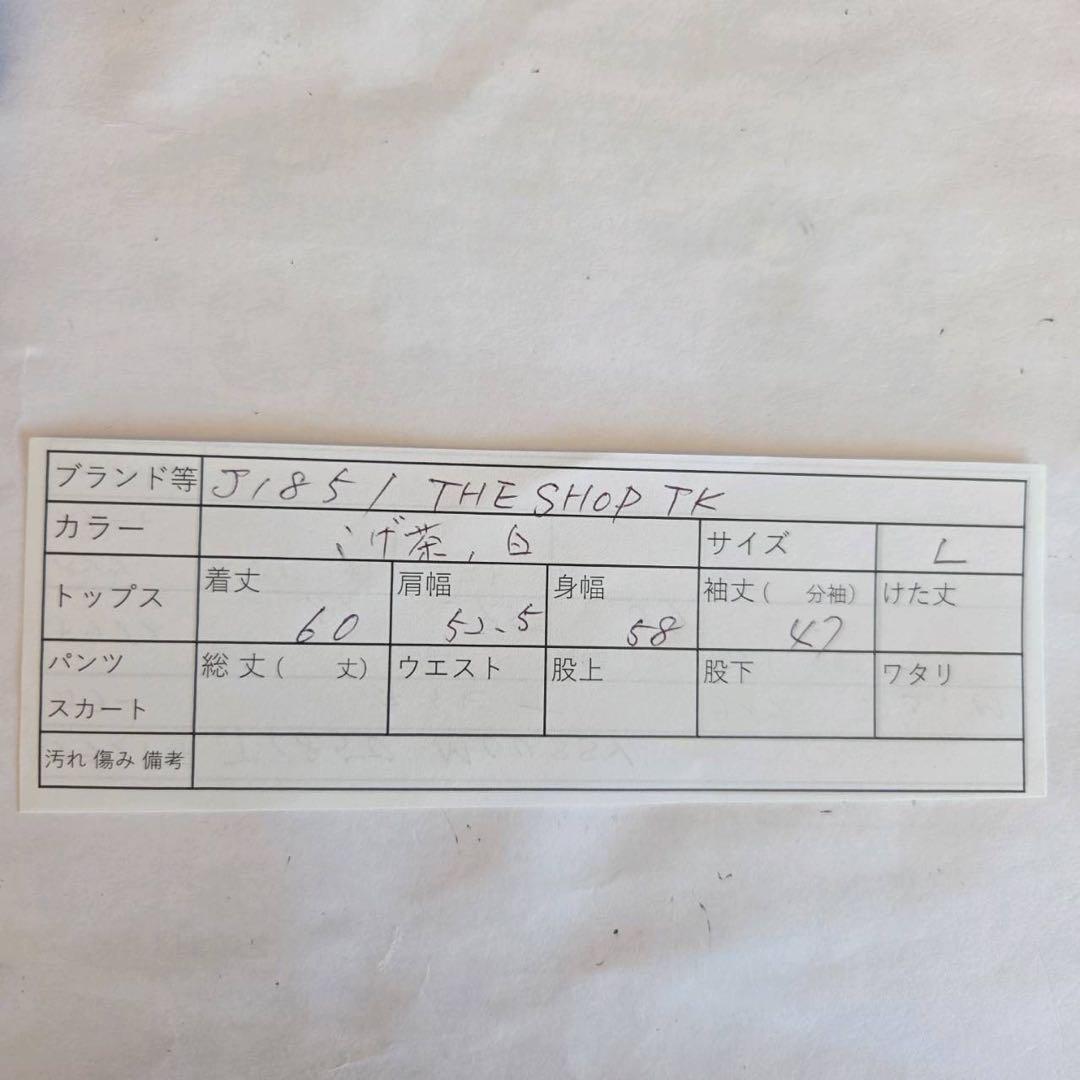 ブランド等 J1851 THE SHOP TK
カラー こげ茶、白 サイズ L
トップス 着丈 60 肩幅 52.5 身幅 58 袖丈( 分袖) 47 けた丈
パンツ スカート 総丈( 丈) ウエスト 股上 股下 ワタリ
汚れ 傷み 備考